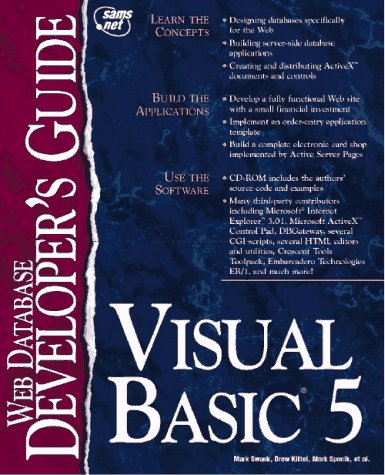 sams
.net
LEARN THE
CONCEPTS
• Designing databases specifically
for the Web
• Building server-side database
applications
• Creating and distributing ActiveX™
documents and controls
BUILD THE
APPLICATIONS
• Develop a fully functional Web site
with a small financial investment
• Implement an order-entry application
template
• Build a complete electronic card shop
implemented by Active Server Pages
USE THE
SOFTWARE
• CD-ROM includes the authors'
source code and examples
• Many third-party contributors
including Microsoft® Internet
Explorer™ 3.01, Microsoft ActiveX™
Control Pad, DBGateway, several
CGI scripts, several HTML editors
and utilities, Crescent Tools
Toolpack, Embarcadero Technologies
ER/1, and much more!
WEB DATABASE
DEVELOPER'S GUIDE
VISUAL
BASIC® 5
Mark Swank, Drew Kittel, Mark Spenik, et al.